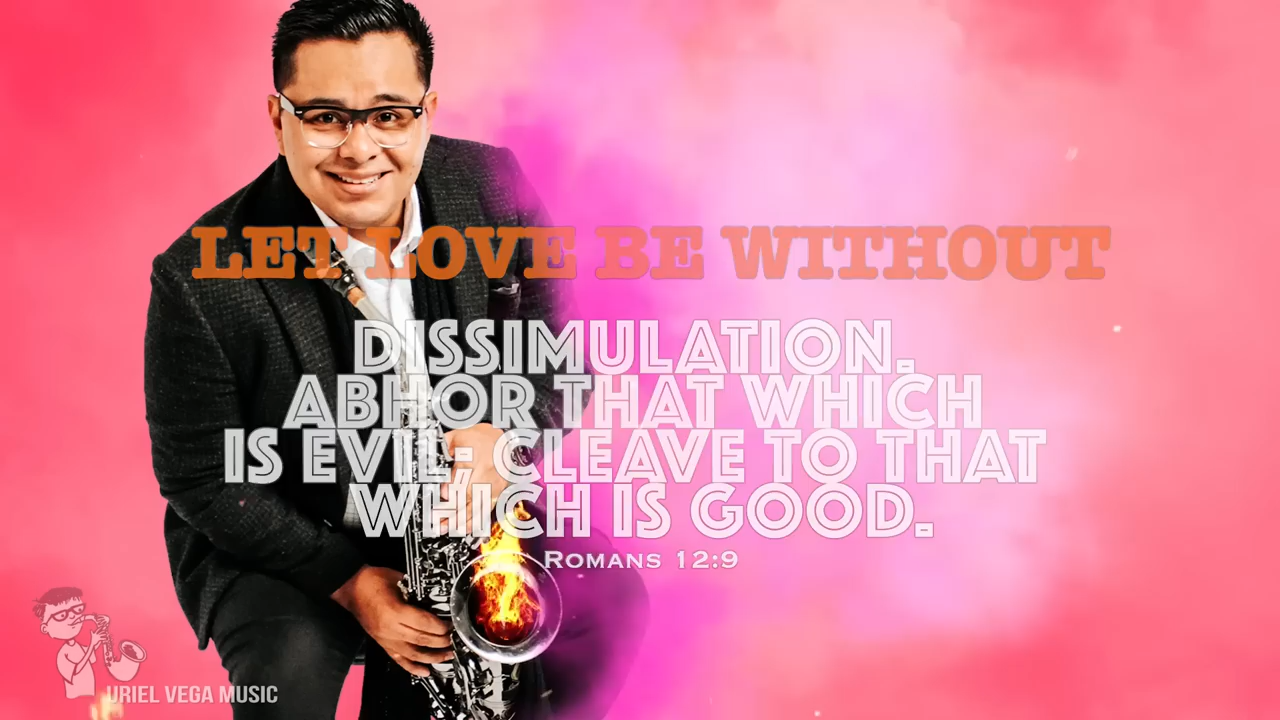 LET LOVE BE WITHOUT
DISSIMULATION.
ABHOR THAT WHICH
IS EVIL; CLEAVE TO THAT
WHICH IS GOOD.
ROMANS 12:9
URIEL VEGA MUSIC